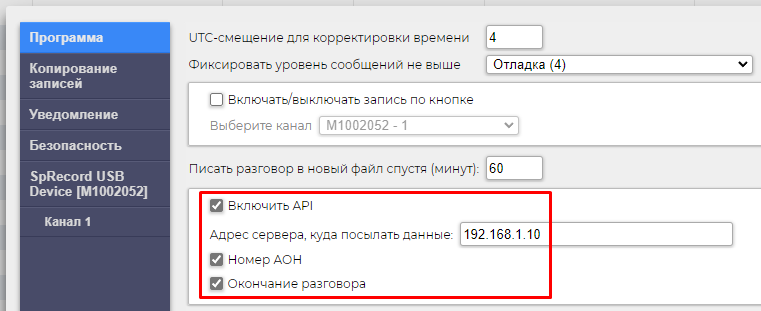 Программа
Копирование
записей
Уведомление
Безопасность
SpRecord USB
Device [M1002052]
Канал 1
UTC-смещение для корректировки времени 4
Фиксировать уровень сообщений не выше Отладка (4)
Включать/выключать запись по кнопке
Выберите канал M1002052 - 1
Писать разговор в новый файл спустя (минут): 60
Включить API
Адрес сервера, куда посылать данные: 192.168.1.10
Номер АОН
Окончание разговора